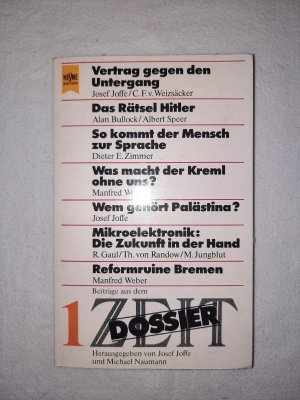 HEYNE
Vertrag gegen den
Untergang
Josef Joffe/C. F. v. Weizsäcker
Das Rätsel Hitler
Alan Bullock/Albert Speer
So kommt der Mensch
zur Sprache
Dieter E. Zimmer
Was macht der Kreml
ohne uns?
Manfred
Wem gehört Palästina?
Josef Joffe
Mikroelektronik:
Die Zukunft in der Hand
R. Gaul/Th. von Randow/M. Jungblut
Reformruine Bremen
Manfred Weber
Beiträge aus dem
1 ZEIT
DOSSIER
Herausgegeben von Josef Joffe
und Michael Naumann